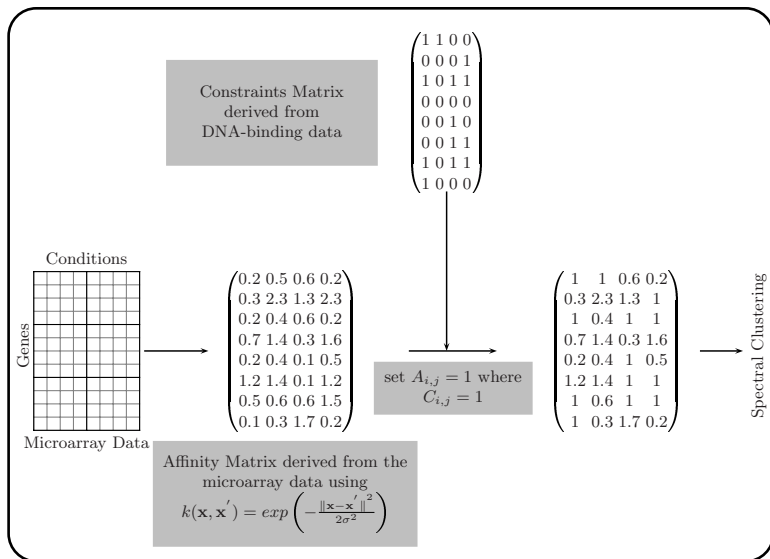 1 1 0 0
0 0 0 1
1 0 1 1
0 0 0 0
0 0 1 0
0 0 1 1
1 0 1 1
1 0 0 0
Constraints Matrix
derived from
DNA-binding data
Conditions
Genes
Microarray Data
0.2 0.5 0.6 0.2
0.3 2.3 1.3 2.3
0.2 0.4 0.6 0.2
0.7 1.4 0.3 1.6
0.2 0.4 0.1 0.5
1.2 1.4 0.1 1.2
0.5 0.6 0.6 1.5
0.1 0.3 1.7 0.2
Affinity Matrix derived from the
microarray data using
k(x, x′) = exp(−‖x−x′‖²/2σ²)
set A_{i,j} = 1 where
C_{i,j} = 1
1 1 0.6 0.2
0.3 2.3 1.3 1
1 0.4 1 1
0.7 1.4 0.3 1.6
0.2 0.4 1 0.5
1.2 1.4 1 1
1 0.6 1 1
1 0.3 1.7 0.2
Spectral Clustering